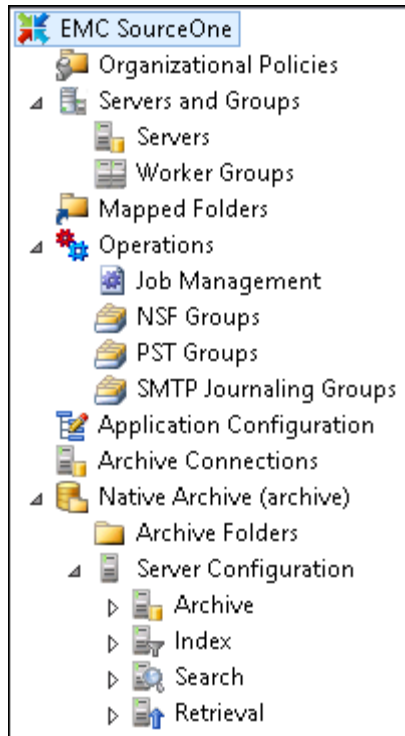 EMC SourceOne
Organizational Policies
Servers and Groups
Servers
Worker Groups
Mapped Folders
Operations
Job Management
NSF Groups
PST Groups
SMTP Journaling Groups
Application Configuration
Archive Connections
Native Archive (archive)
Archive Folders
Server Configuration
Archive
Index
Search
Retrieval